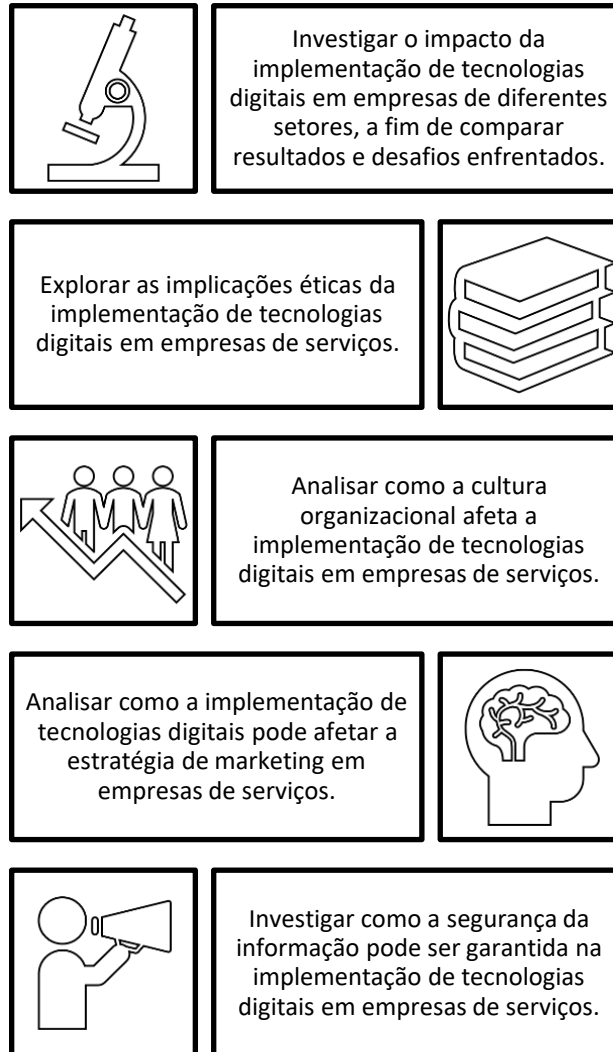 Investigar o impacto da
implementação de tecnologias
digitais em empresas de diferentes
setores, a fim de comparar
resultados e desafios enfrentados.
Explorar as implicações éticas da
implementação de tecnologias
digitais em empresas de serviços.
Analisar como a cultura
organizacional afeta a
implementação de tecnologias
digitais em empresas de serviços.
Analisar como a implementação de
tecnologias digitais pode afetar a
estratégia de marketing em
empresas de serviços.
Investigar como a segurança da
informação pode ser garantida na
implementação de tecnologias
digitais em empresas de serviços.